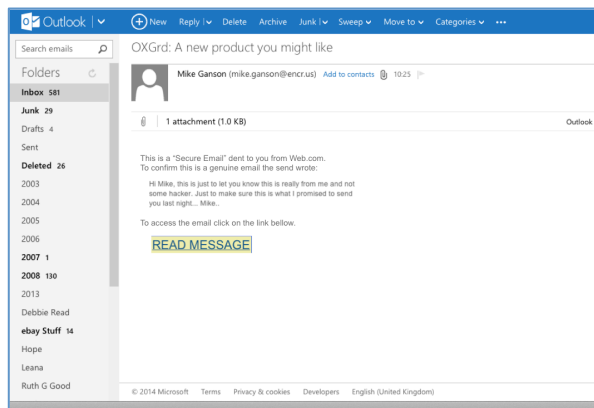 Outlook
New Reply Delete Archive Junk Sweep Move to Categories •••
Search emails
OXGrd: A new product you might like
Folders
Mike Ganson (mike.ganson@encr.us) Add to contacts 10:25
Inbox 581
Junk 29
Drafts 4
1 attachment (1.0 KB) Outlook
Sent
Deleted 26
2003
2004
2005
2006
2007 1
2008 130
2013
Debbie Read
ebay Stuff 14
Hope
Leana
Ruth G Good
This is a "Secure Email" dent to you from Web.com.
To confirm this is a genuine email the send wrote:
Hi Mike, this is just to let you know this is really from me and not
some hacker. Just to make sure this is what I promised to send
you last night... Mike..
To access the email click on the link bellow.
READ MESSAGE
© 2014 Microsoft Terms Privacy & cookies Developers English (United Kingdom)